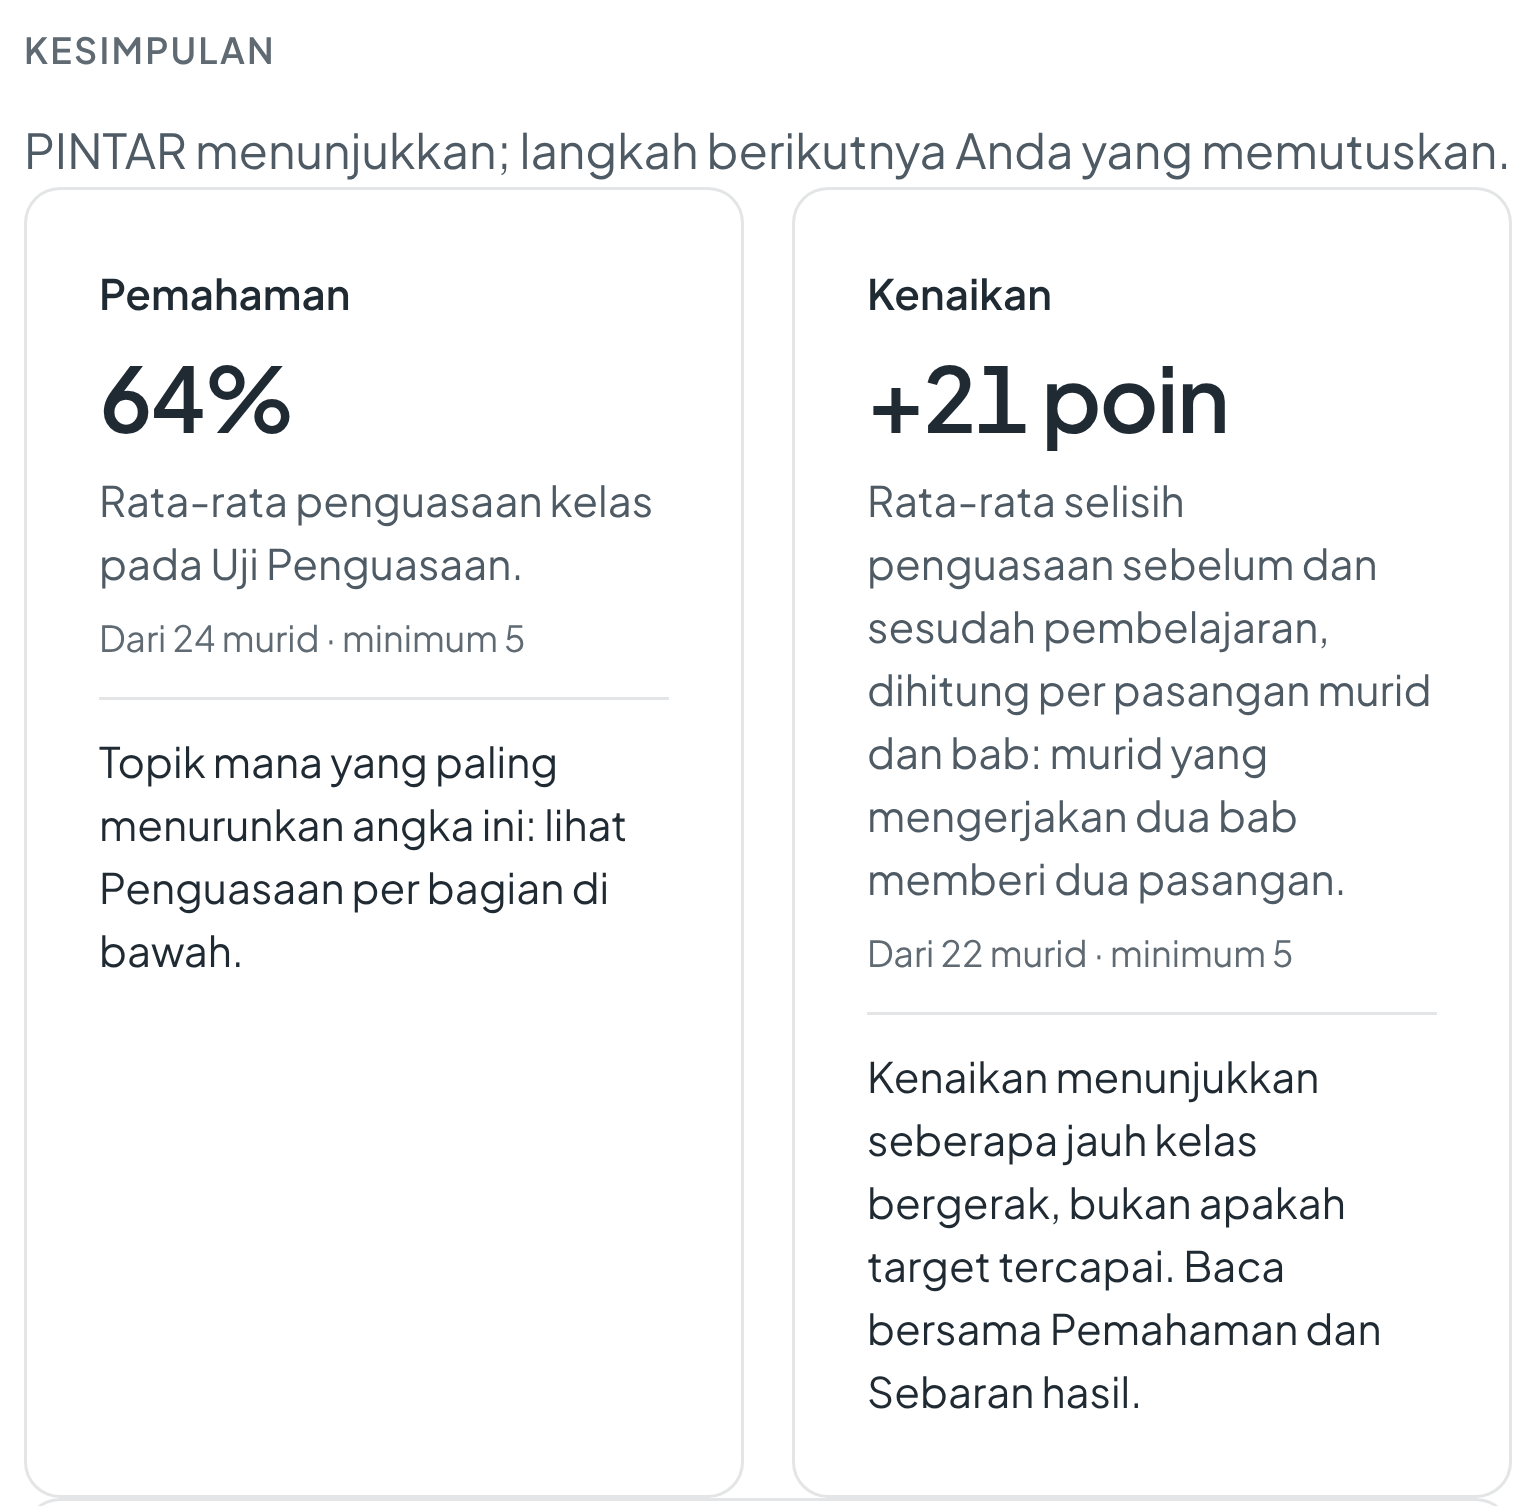 KESIMPULAN
PINTAR menunjukkan; langkah berikutnya Anda yang memutuskan.
Pemahaman
64%
Rata-rata penguasaan kelas
pada Uji Penguasaan.
Dari 24 murid · minimum 5
Topik mana yang paling
menurunkan angka ini: lihat
Penguasaan per bagian di
bawah.
Kenaikan
+21 poin
Rata-rata selisih
penguasaan sebelum dan
sesudah pembelajaran,
dihitung per pasangan murid
dan bab: murid yang
mengerjakan dua bab
memberi dua pasangan.
Dari 22 murid · minimum 5
Kenaikan menunjukkan
seberapa jauh kelas
bergerak, bukan apakah
target tercapai. Baca
bersama Pemahaman dan
Sebaran hasil.